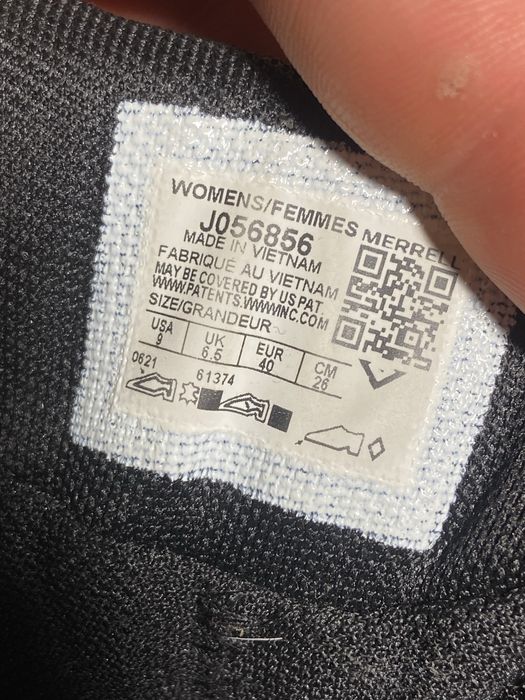 WOMENS/FEMMES MERRELL
J056856
MADE IN VIETNAM
FABRIQUÉ AU VIETNAM
MAY BE COVERED BY US PAT.
WWW.PATENTS.WWWINC.COM
SIZE/GRANDEUR
USA UK EUR CM
9 6.5 40 26
0621 61374